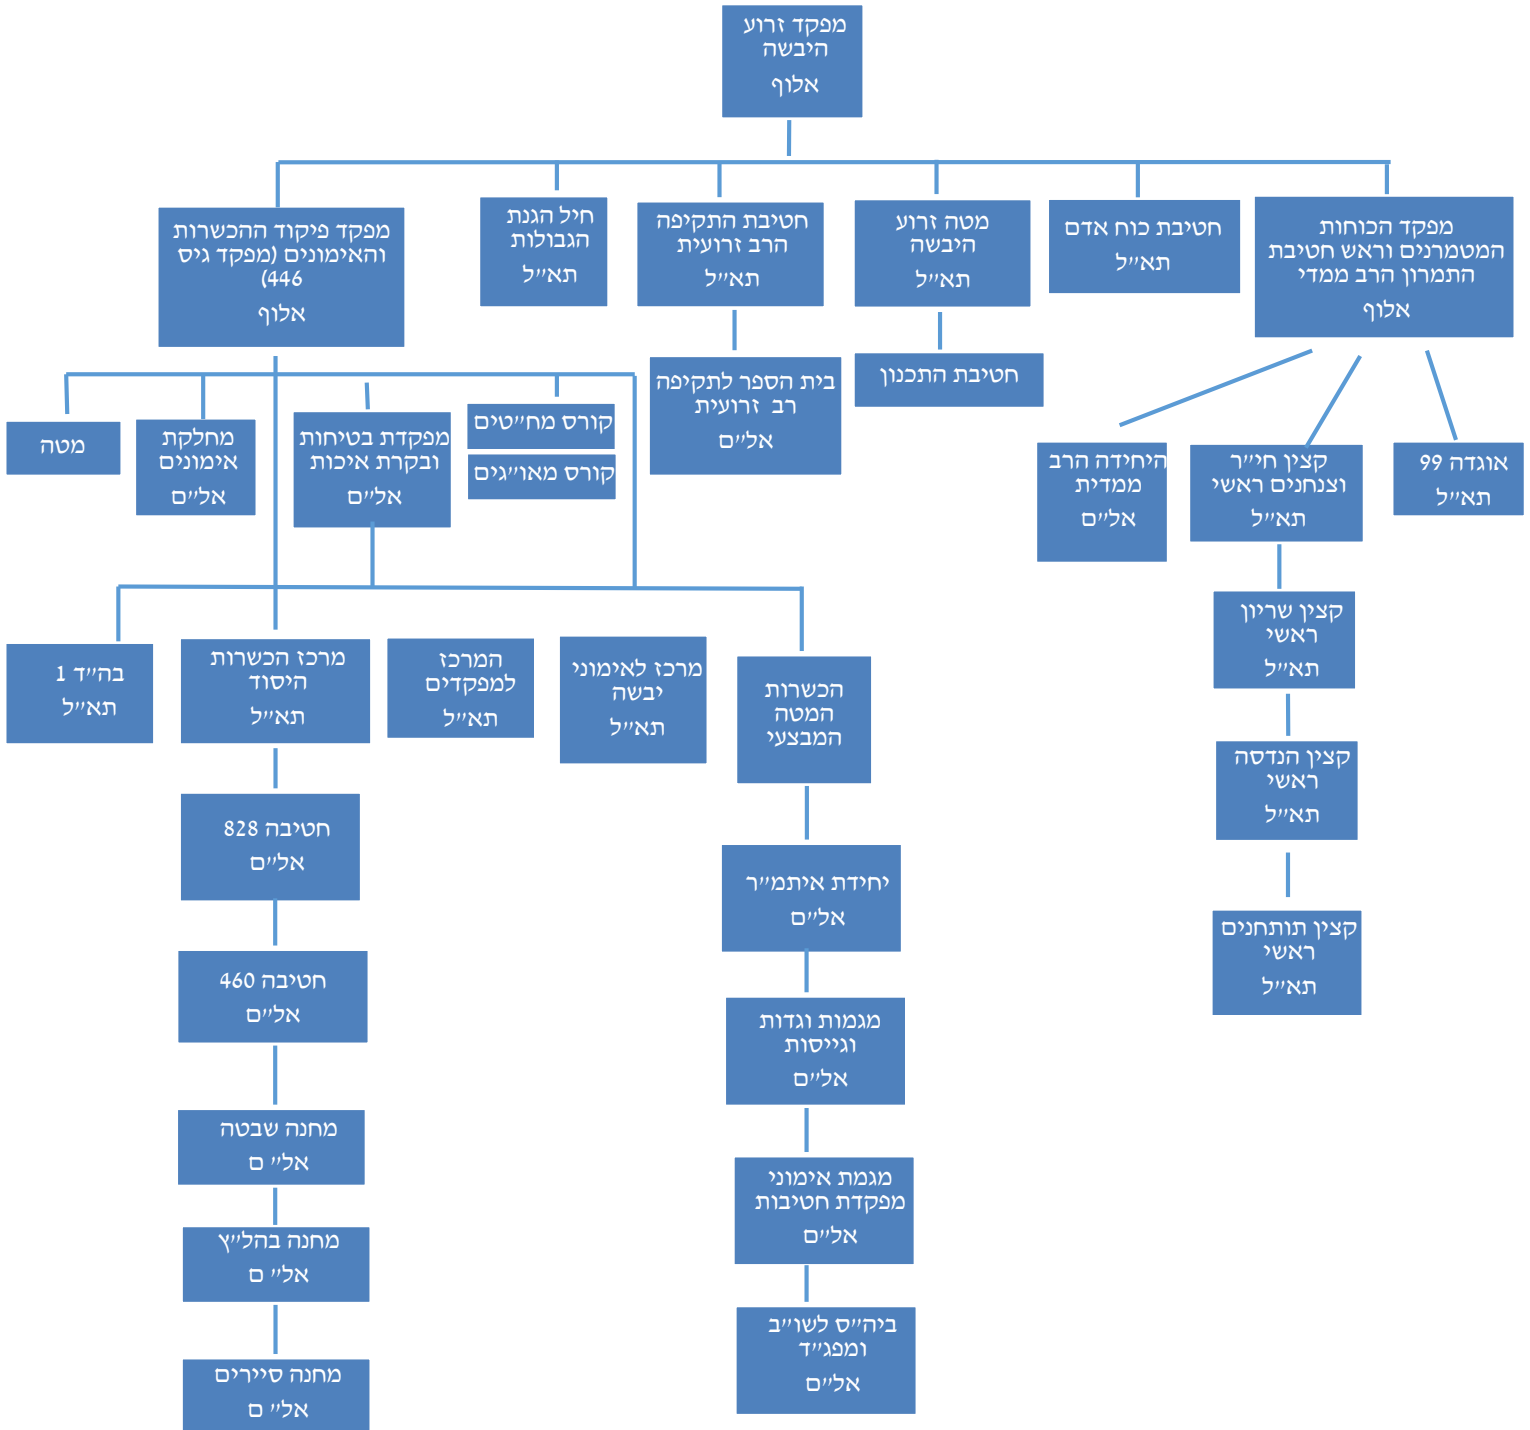 מפקד זרוע
היבשה
אלוף
מפקד הכוחות
המטמרנים וראש חטיבת
התמרון הרב ממדי
אלוף
חטיבת כוח אדם
תא״ל
מטה זרוע
היבשה
תא״ל
חטיבת התקיפה
הרב זרועית
תא״ל
חיל הגנת
הגבולות
תא״ל
מפקד פיקוד ההכשרות
והאימונים (מפקד גיס
446)
אלוף
חטיבת התכנון
בית הספר לתקיפה
רב זרועית
אל״ם
קורס מח״טים
קורס מאו״גים
מפקדת בטיחות
ובקרת איכות
אל״ם
מחלקת
אימונים
אל״ם
מטה
אוגדה 99
תא״ל
קצין חי״ר
וצנחנים ראשי
תא״ל
היחידה הרב
ממדית
אל״ם
קצין שריון
ראשי
תא״ל
קצין הנדסה
ראשי
תא״ל
קצין תותחנים
ראשי
תא״ל
הכשרות
המטה
המבצעי
מרכז לאימוני
יבשה
תא״ל
המרכז
למפקדים
תא״ל
מרכז הכשרות
היסוד
תא״ל
בה״ד 1
תא״ל
יחידת איתמ״ר
אל״ם
מגמות וגדות
וגייסות
אל״ם
מגמת אימוני
מפקדת חטיבות
אל״ם
ביה״ס לשו״ב
ומפג״ד
אל״ם
חטיבה 828
אל״ם
חטיבה 460
אל״ם
מחנה שבטה
אל״ ם
מחנה בהל״ץ
אל״ ם
מחנה סיירים
אל״ ם